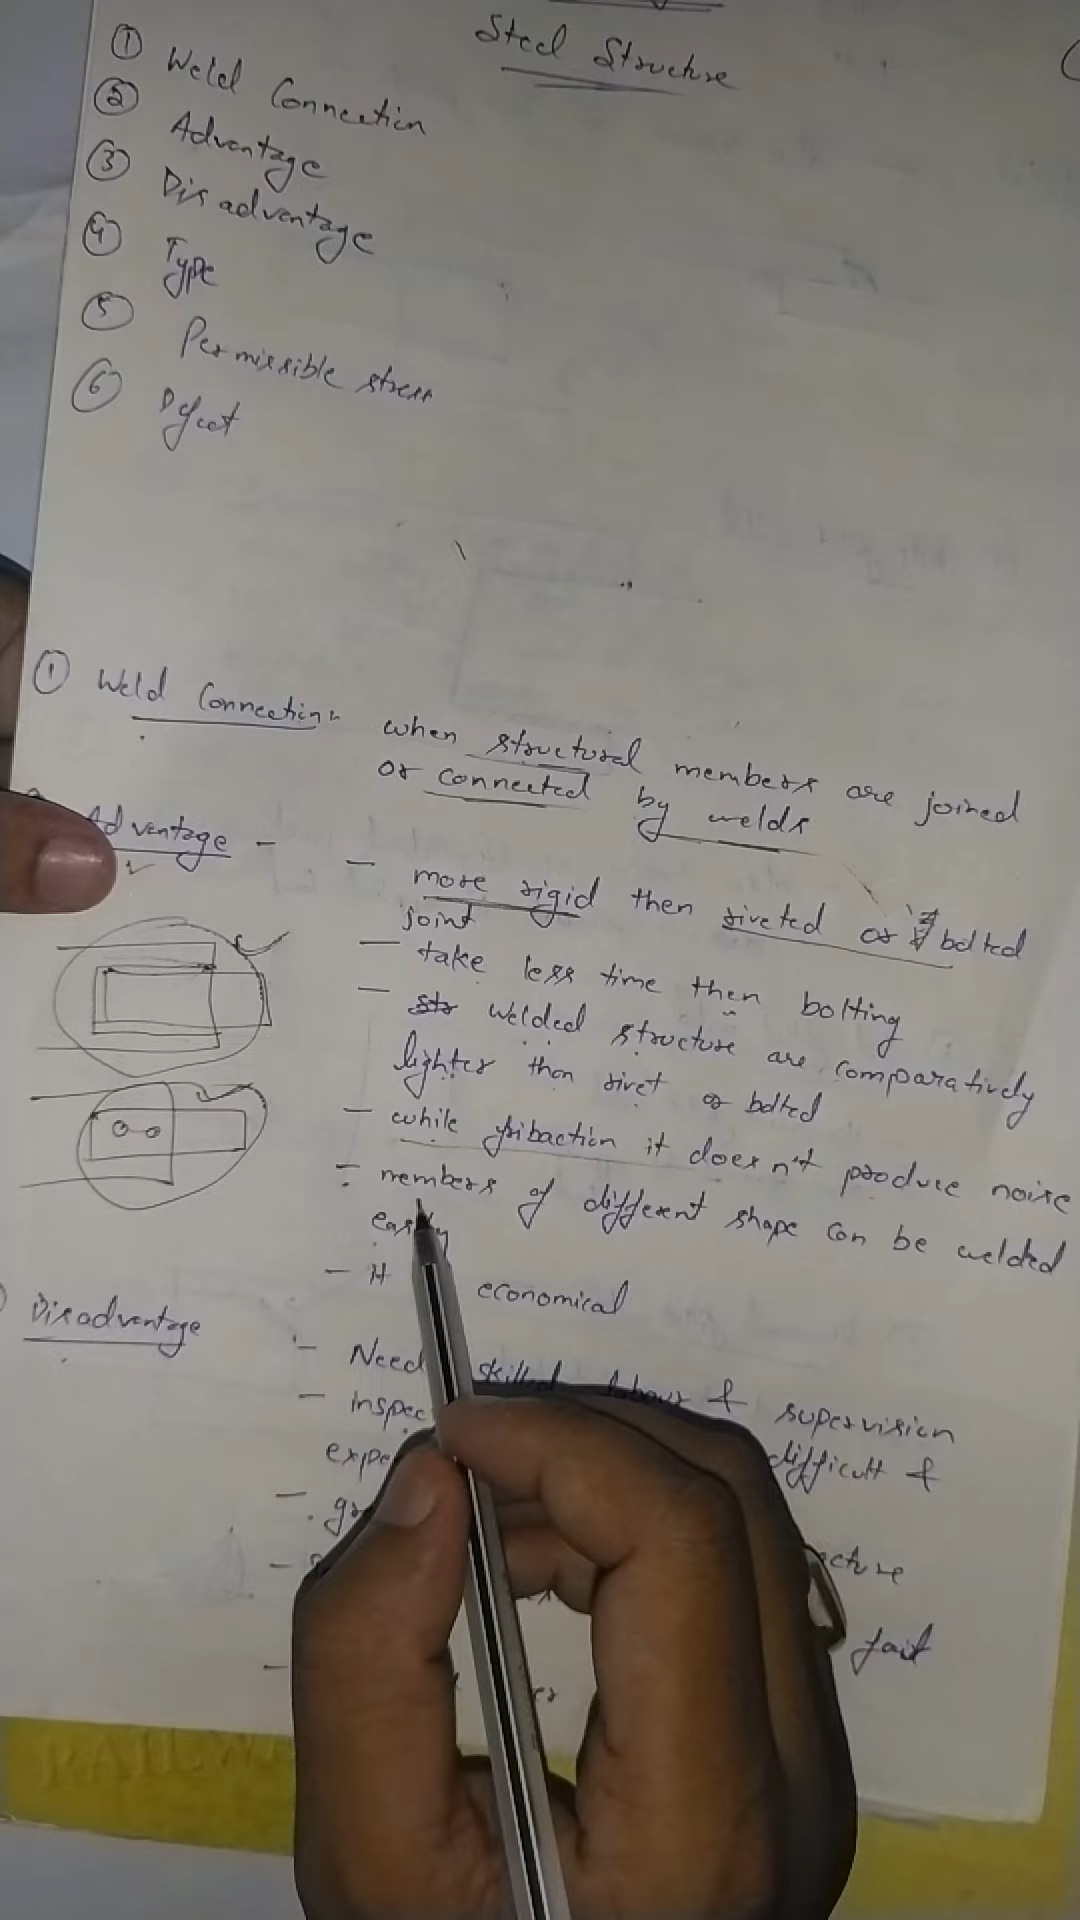 Steel Structure
① Weld Connection
② Advantage
③ Disadvantage
④ Type
⑤ Permissible stress
⑥ Defect
① Weld Connection:- when structural members are joined
or connected by welds
Advantage -
- more rigid then riveted or bolted
joint
- take less time then bolting
- welded structure are comparatively
lighter than rivet or bolted
- while fribaction it doesn't produce noise
- members of different shape can be welded
easily
- It economical
Disadvantage
- Need skilled labour & supervision
- inspec
expe difficult &
-
-
fail
-
RAILW